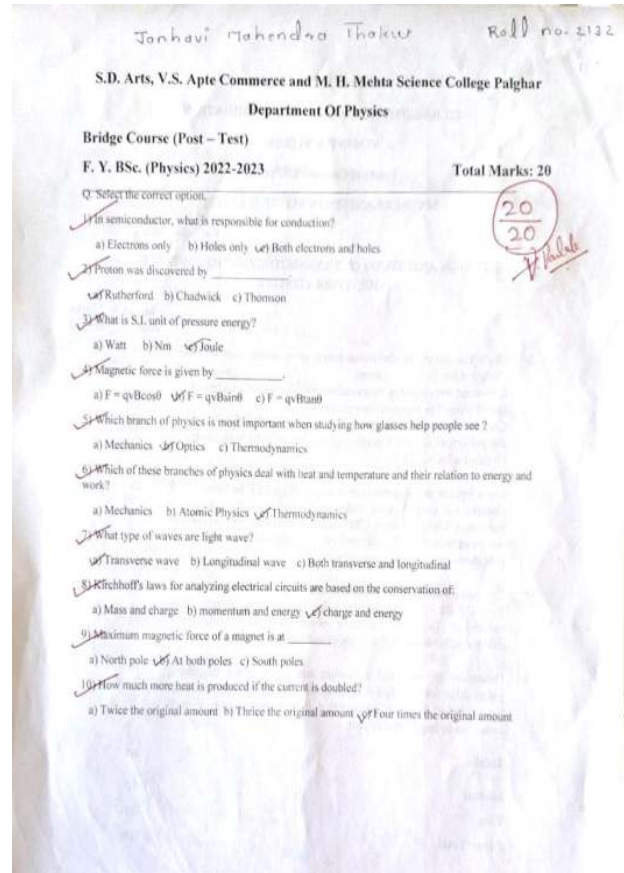 Janhavi Mahendra Thakur Roll no. 2132
S.D. Arts, V.S. Apte Commerce and M. H. Mehta Science College Palghar
Department Of Physics
Bridge Course (Post – Test)
F. Y. BSc. (Physics) 2022-2023 Total Marks: 20
Q. Select the correct option.
20
20
1) In semiconductor, what is responsible for conduction?
a) Electrons only b) Holes only c) Both electrons and holes
2) Proton was discovered by ____________.
a) Rutherford b) Chadwick c) Thomson
3) What is S.I. unit of pressure energy?
a) Watt b) Nm c) Joule
4) Magnetic force is given by ___________.
a) F = qvBcosθ b) F = qvBsinθ c) F = qvBtanθ
5) Which branch of physics is most important when studying how glasses help people see ?
a) Mechanics b) Optics c) Thermodynamics
6) Which of these branches of physics deal with heat and temperature and their relation to energy and
work?
a) Mechanics b) Atomic Physics c) Thermodynamics
7) What type of waves are light wave?
a) Transverse wave b) Longitudinal wave c) Both transverse and longitudinal
8) Kirchhoff's laws for analyzing electrical circuits are based on the conservation of:
a) Mass and charge b) momentum and energy c) charge and energy
9) Maximum magnetic force of a magnet is at _______
a) North pole b) At both poles c) South poles
10) How much more heat is produced if the current is doubled?
a) Twice the original amount b) Thrice the original amount c) Four times the original amount